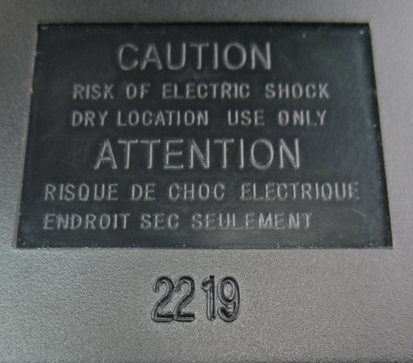 CAUTION
RISK OF ELECTRIC SHOCK
DRY LOCATION USE ONLY
ATTENTION
RISQUE DE CHOC ELECTRIQUE
ENDROIT SEC SEULEMENT
2219